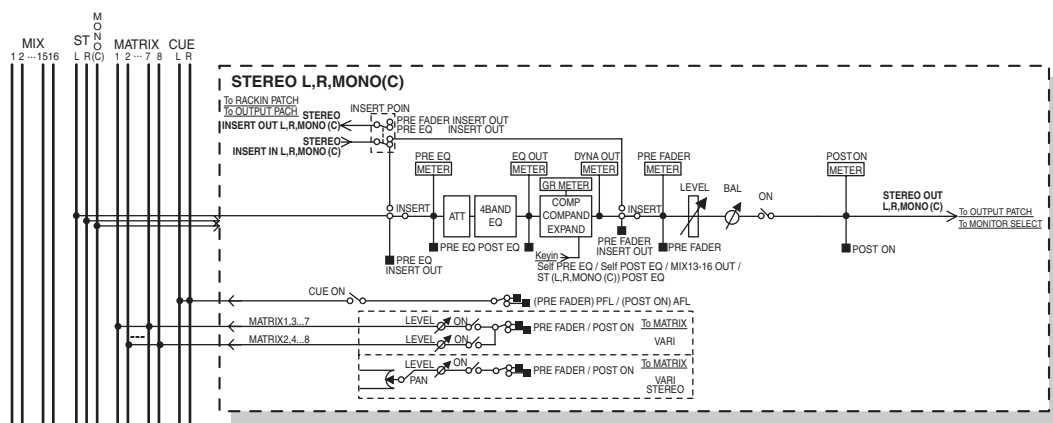 MIX
1 2 ··· 1516
ST
L R
MONO
(C)
MATRIX
1 2 ··· 7 8
CUE
L R
STEREO L,R,MONO(C)
To RACKIN PATCH
To OUTPUT PACH
STEREO
INSERT OUT L,R,MONO (C)
STEREO
INSERT IN L,R,MONO (C)
INSERT POIN
PRE FADER INSERT OUT
PRE EQ INSERT OUT
PRE EQ
METER
EQ OUT
METER
DYNA OUT
METER
PRE FADER
METER
POST ON
METER
GR METER
INSERT
ATT
4BAND
EQ
COMP
COMPAND
EXPAND
INSERT
LEVEL
BAL
ON
STEREO OUT
L,R,MONO (C)
To OUTPUT PATCH
To MONITOR SELECT
PRE EQ
INSERT OUT
PRE EQ
POST EQ
PRE FADER
INSERT OUT
PRE FADER
POST ON
Keyin
Self PRE EQ / Self POST EQ / MIX13-16 OUT /
ST (L,R,MONO (C)) POST EQ
CUE ON
(PRE FADER) PFL / (POST ON) AFL
MATRIX1,3...7
LEVEL
ON
PRE FADER / POST ON
To MATRIX
VARI
MATRIX2,4...8
LEVEL
ON
LEVEL
PAN
ON
PRE FADER / POST ON
To MATRIX
VARI
STEREO